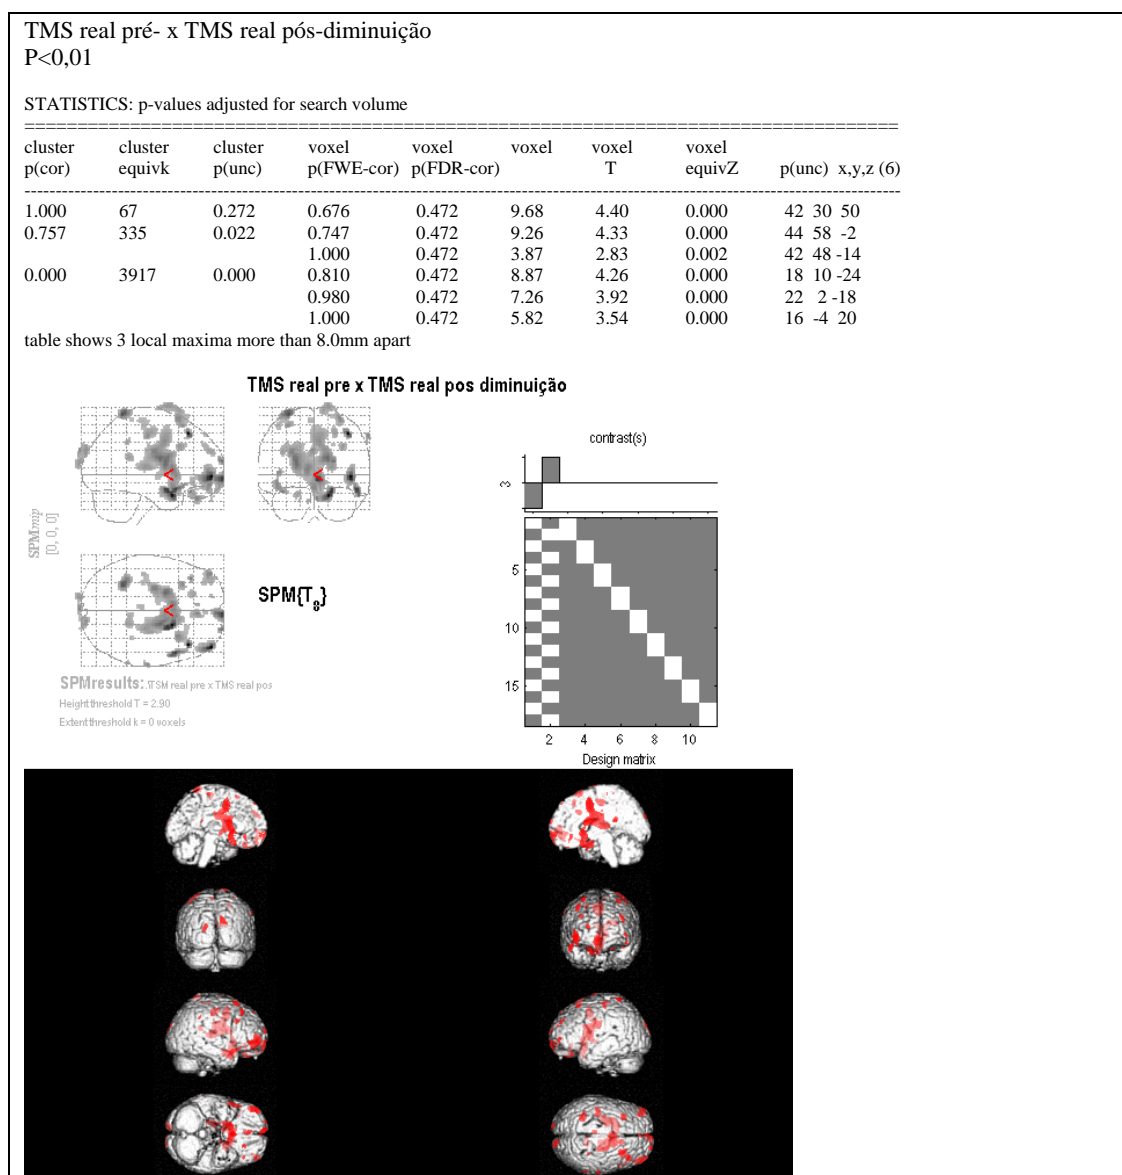 TMS real pré- x TMS real pós-diminuição
P<0,01
STATISTICS: p-values adjusted for search volume
================================================================================
cluster cluster cluster voxel voxel voxel voxel voxel
p(cor) equivk p(unc) p(FWE-cor) p(FDR-cor) T equivZ p(unc) x,y,z (6)
--------------------------------------------------------------------------------
1.000 67 0.272 0.676 0.472 9.68 4.40 0.000 42 30 50
0.757 335 0.022 0.747 0.472 9.26 4.33 0.000 44 58 -2
1.000 0.472 3.87 2.83 0.002 42 48 -14
0.000 3917 0.000 0.810 0.472 8.87 4.26 0.000 18 10 -24
0.980 0.472 7.26 3.92 0.000 22 2 -18
1.000 0.472 5.82 3.54 0.000 16 -4 20
table shows 3 local maxima more than 8.0mm apart
TMS real pre x TMS real pos diminuição
SPMmip
[0, 0, 0]
SPM{T8}
SPMresults: .\TSM real pre x TMS real pos
Height threshold T = 2.90
Extent threshold k = 0 voxels
contrast(s)
3
5
10
15
2 4 6 8 10
Design matrix